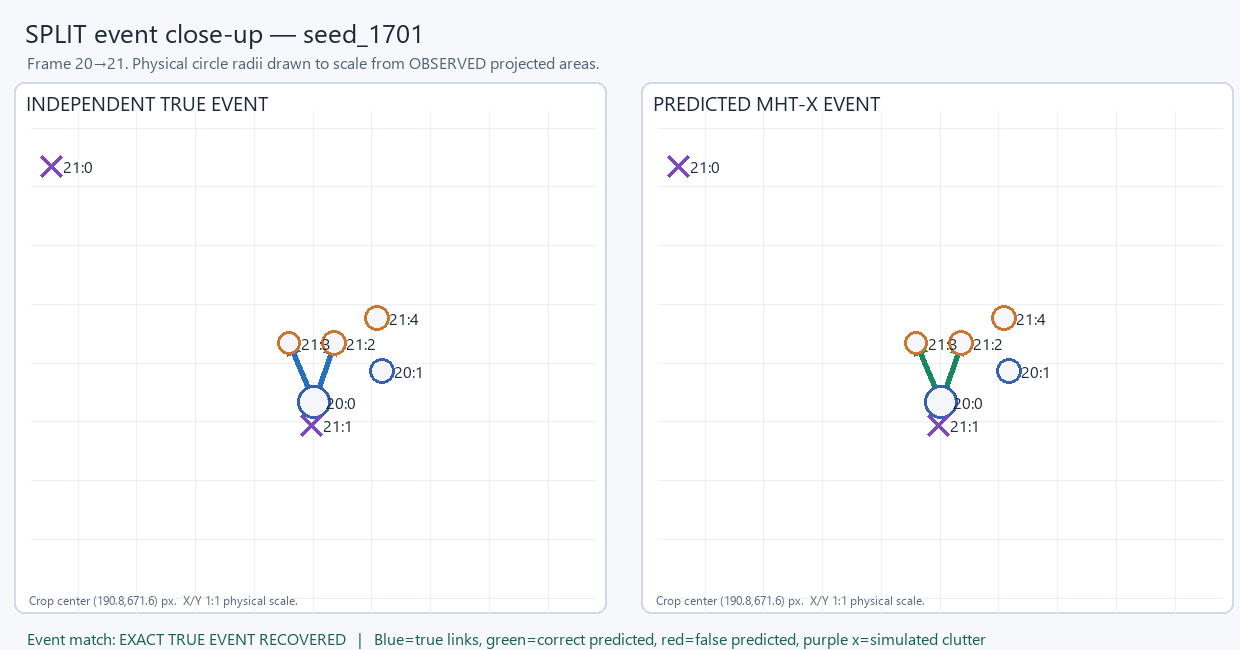 SPLIT event close-up — seed_1701
Frame 20→21. Physical circle radii drawn to scale from OBSERVED projected areas.
INDEPENDENT TRUE EVENT
21:0
21:4
21:3
21:2
20:1
20:0
21:1
Crop center (190.8,671.6) px. X/Y 1:1 physical scale.
PREDICTED MHT-X EVENT
21:0
21:4
21:3
21:2
20:1
20:0
21:1
Crop center (190.8,671.6) px. X/Y 1:1 physical scale.
Event match: EXACT TRUE EVENT RECOVERED | Blue=true links, green=correct predicted, red=false predicted, purple x=simulated clutter